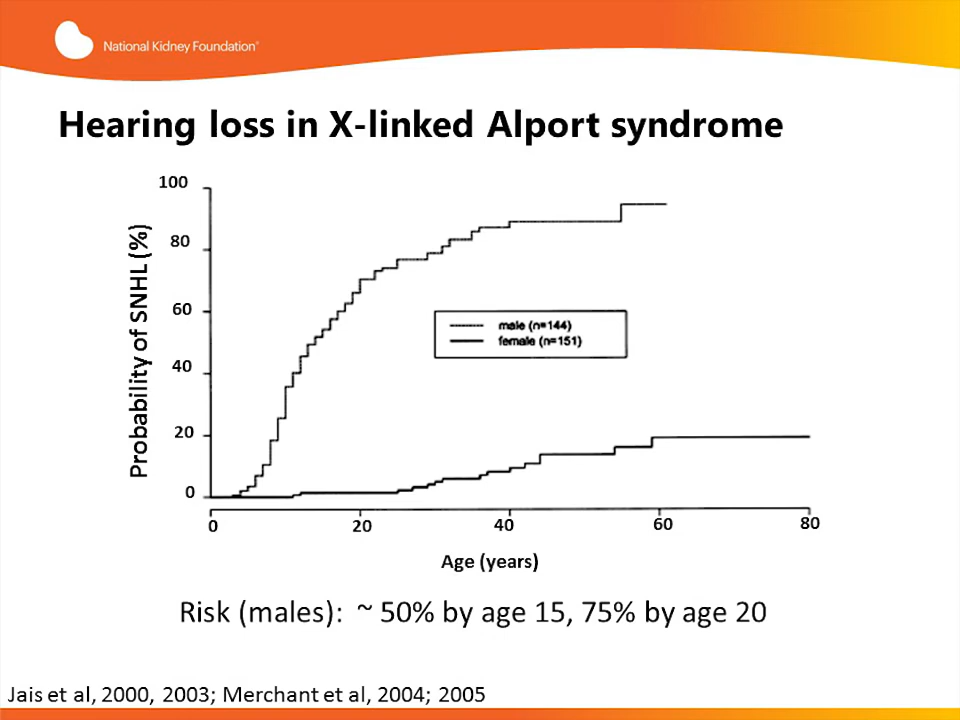 National Kidney Foundation®
Hearing loss in X-linked Alport syndrome
100
80
60
40
20
0
Probability of SNHL (%)
male (n=144)
female (n=151)
0 20 40 60 80
Age (years)
Risk (males): ~ 50% by age 15, 75% by age 20
Jais et al, 2000, 2003; Merchant et al, 2004; 2005